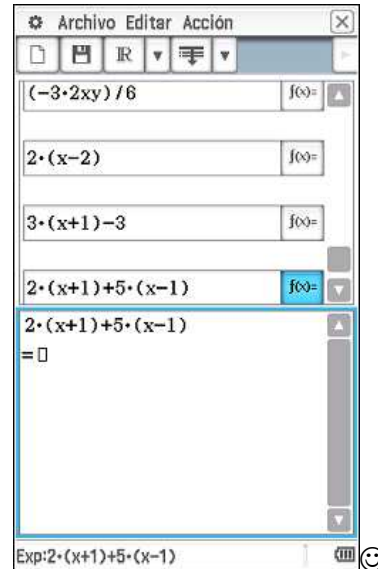 Archivo Editar Acción
ℝ
(-3·2xy)/6
f(x)=
2·(x-2)
f(x)=
3·(x+1)-3
f(x)=
2·(x+1)+5·(x-1)
f(x)=
2·(x+1)+5·(x-1)
=▯
Exp:2·(x+1)+5·(x-1)